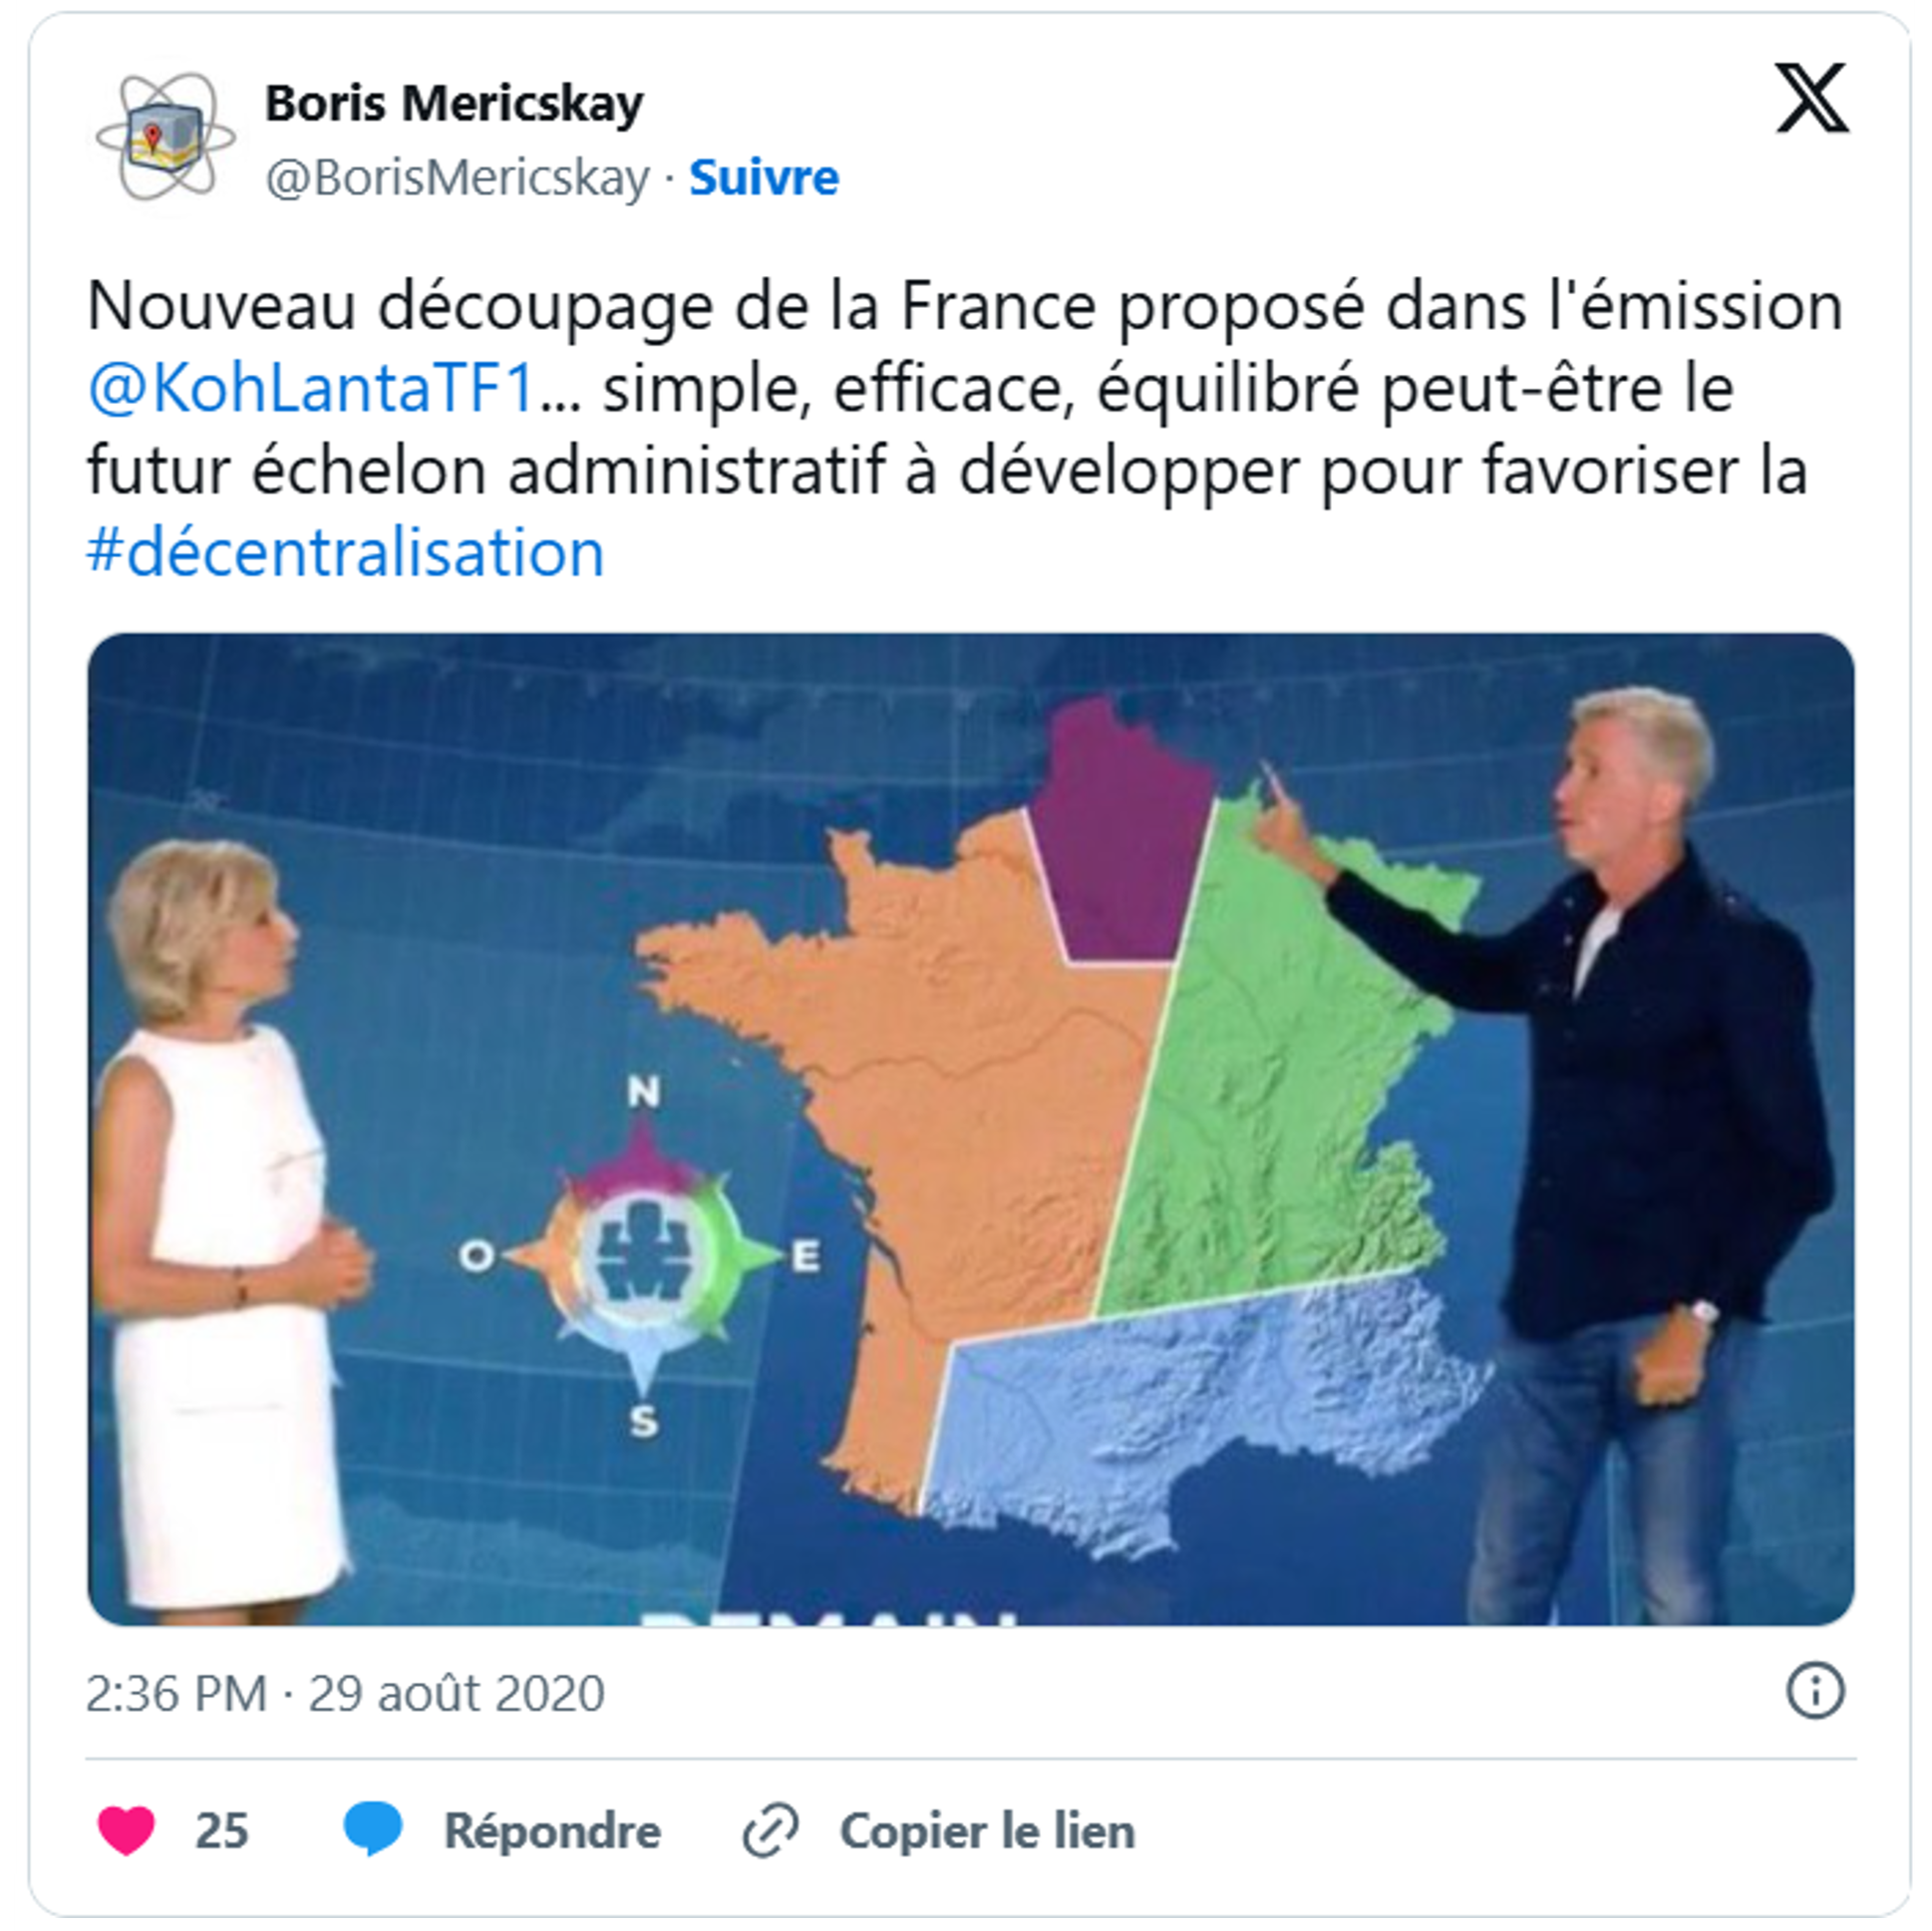 Boris Mericskay
@BorisMericskay · Suivre
Nouveau découpage de la France proposé dans l'émission
@KohLantaTF1... simple, efficace, équilibré peut-être le
futur échelon administratif à développer pour favoriser la
#décentralisation
N
O
E
S
DEMAIN
2:36 PM · 29 août 2020
25
Répondre
Copier le lien